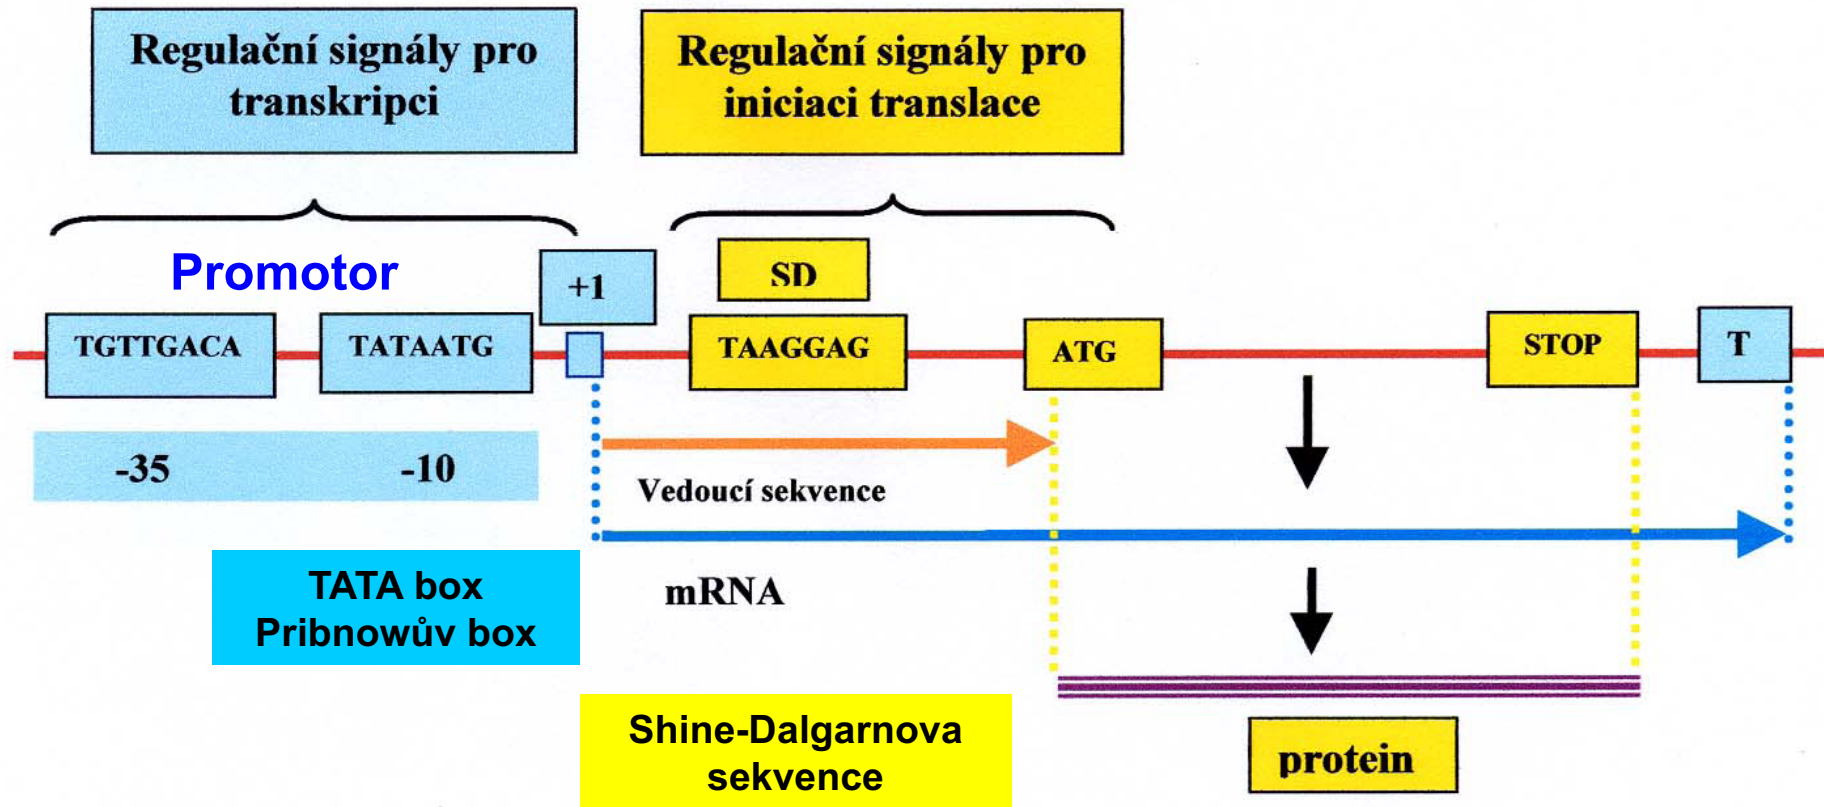 Regulační signály pro
transkripci
Regulační signály pro
iniciaci translace
Promotor
+1
SD
TGTTGACA
TATAATG
TAAGGAG
ATG
STOP
T
-35
-10
Vedoucí sekvence
TATA box
Pribnowův box
mRNA
Shine-Dalgarnova
sekvence
protein